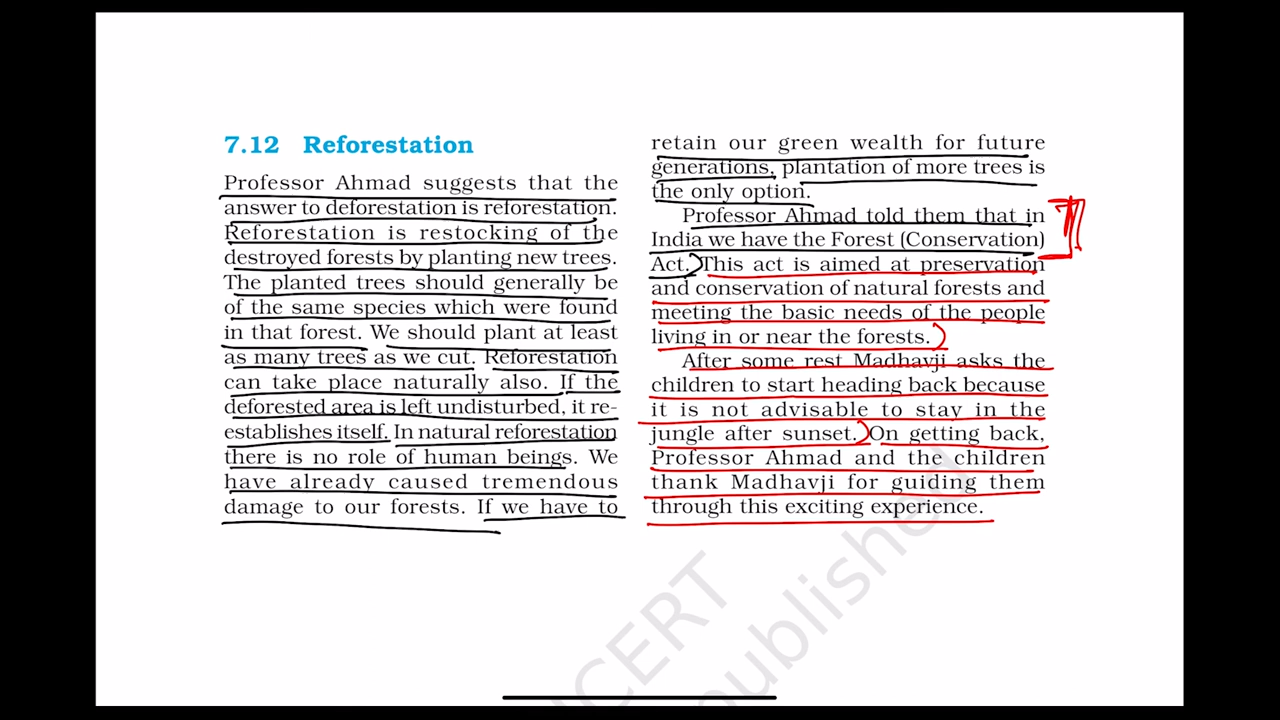 7.12 Reforestation
Professor Ahmad suggests that the
answer to deforestation is reforestation.
Reforestation is restocking of the
destroyed forests by planting new trees.
The planted trees should generally be
of the same species which were found
in that forest. We should plant at least
as many trees as we cut. Reforestation
can take place naturally also. If the
deforested area is left undisturbed, it re-
establishes itself. In natural reforestation
there is no role of human beings. We
have already caused tremendous
damage to our forests. If we have to
retain our green wealth for future
generations, plantation of more trees is
the only option.
Professor Ahmad told them that in
India we have the Forest (Conservation)
Act. This act is aimed at preservation
and conservation of natural forests and
meeting the basic needs of the people
living in or near the forests.
After some rest Madhavji asks the
children to start heading back because
it is not advisable to stay in the
jungle after sunset. On getting back,
Professor Ahmad and the children
thank Madhavji for guiding them
through this exciting experience.
CERT
published